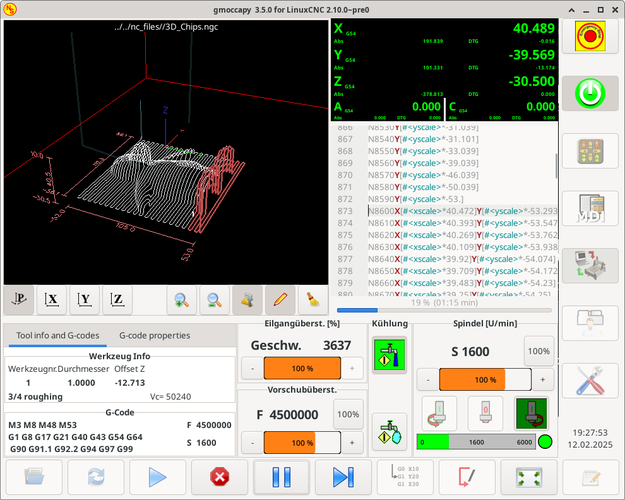 gmoccapy 3.5.0 for LinuxCNC 2.10.0~pre0
../../nc_files//3D_Chips.ngc
X G54 40.489
Abs 191.839 DTG -0.016
Y G54 -39.569
Abs 191.331 DTG -13.174
Z G54 -30.500
Abs -378.813 DTG 0.000
A 0.000 C G54 0.000
Abs 0.000 DTG 0.000 Abs 0.000 DTG 0.000
866 N8530Y[#<yscale>*-31.039]
867 N8540Y[#<yscale>*-31.101]
868 N8550Y[#<yscale>*-33.039]
869 N8560Y[#<yscale>*-39.046]
870 N8570Y[#<yscale>*-46.039]
871 N8580Y[#<yscale>*-50.039]
872 N8590Y[#<yscale>*-53.]
873 N8600X[#<xscale>*40.472]Y[#<yscale>*-53.293
874 N8610X[#<xscale>*40.393]Y[#<yscale>*-53.547
875 N8620X[#<xscale>*40.269]Y[#<yscale>*-53.762
876 N8630X[#<xscale>*40.109]Y[#<yscale>*-53.938
877 N8640X[#<xscale>*39.92]Y[#<yscale>*-54.074]
878 N8650X[#<xscale>*39.709]Y[#<yscale>*-54.172
879 N8660X[#<xscale>*39.483]Y[#<yscale>*-54.23]
880 N8670X[#<xscale>*39.25]Y[#<yscale>*-54.25]
19 % (01:15 min)
P X Y Z
MDI
Tool info and G-codes G-code properties
Werkzeug Info
Werkzeugnr. Durchmesser Offset Z
1 1.0000 -12.713
3/4 roughing Vc= 50240
G-Code
M3 M8 M48 M53 F 4500000
G1 G8 G17 G21 G40 G43 G54 G64
G90 G91.1 G92.2 G94 G97 G99 S 1600
Eilgangüberst. [%]
Geschw. 3637
- 100 % +
Vorschubüberst.
F 4500000 100%
- 100 % +
Kühlung
Spindel [U/min]
S 1600 100%
- 100 % +
0 1600 6000
19:27:53
12.02.2025
G0 X10
G1 Y20
G1 X30